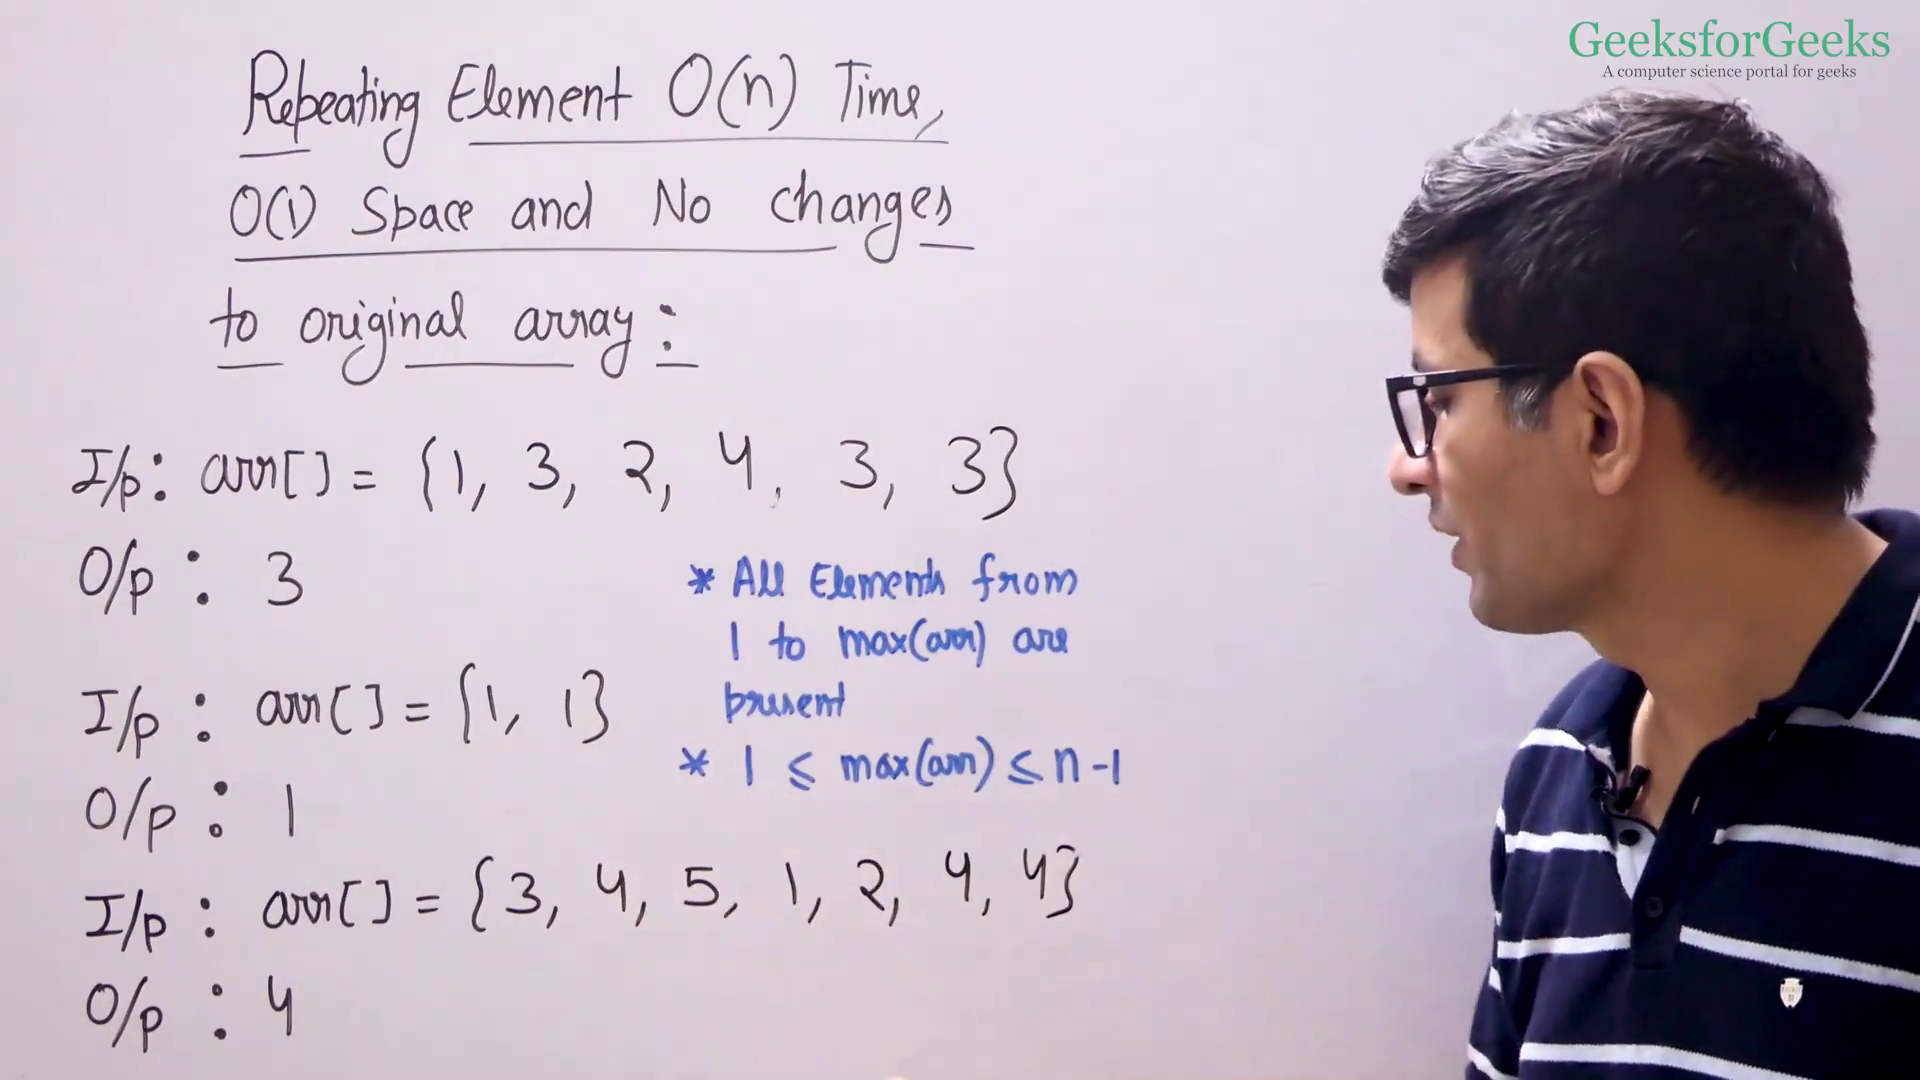 GeeksforGeeks
A computer science portal for geeks
Repeating Element O(n) Time,
O(1) Space and No changes
to original array:
I/p: arr[] = {1, 3, 2, 4, 3, 3}
O/p : 3
* All Elements from
1 to max(arr) are
present
* 1 ≤ max(arr) ≤ n-1
I/p : arr[] = {1, 1}
O/p : 1
I/p : arr[] = {3, 4, 5, 1, 2, 4, 4}
O/p : 4